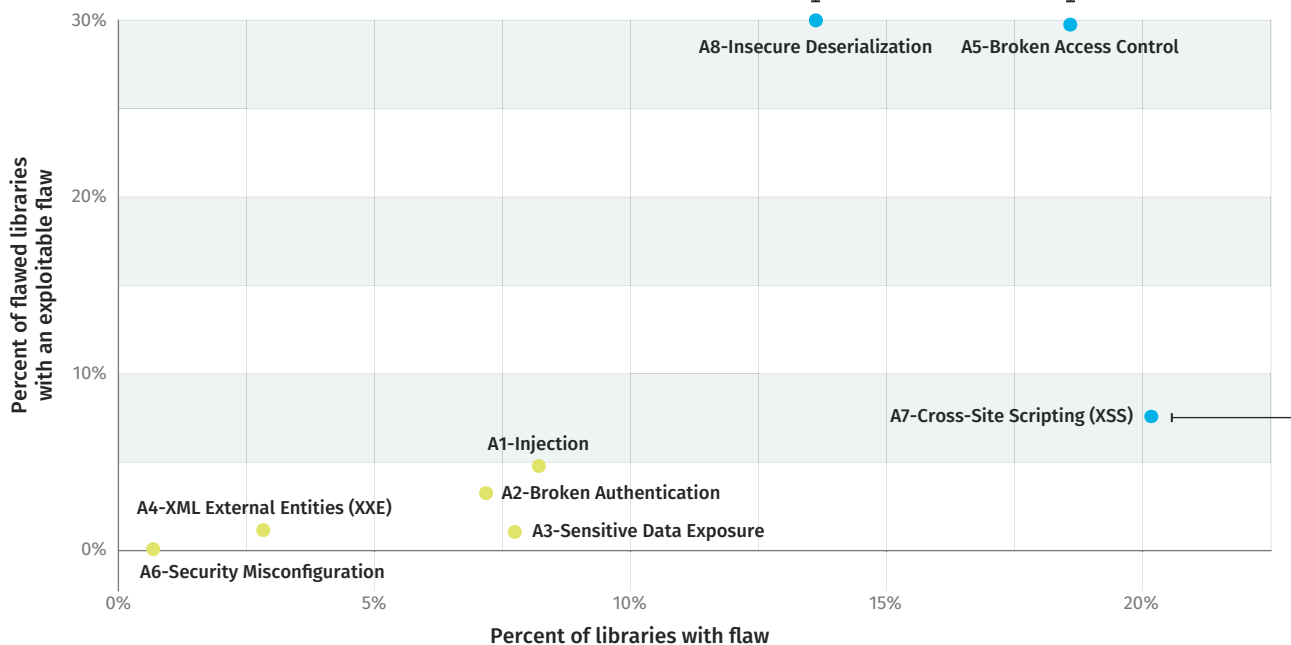 30%
A8-Insecure Deserialization
A5-Broken Access Control
20%
Percent of flawed libraries
with an exploitable flaw
10%
A7-Cross-Site Scripting (XSS)
A1-Injection
A2-Broken Authentication
A4-XML External Entities (XXE)
A3-Sensitive Data Exposure
0%
A6-Security Misconfiguration
0%
5%
10%
15%
20%
Percent of libraries with flaw